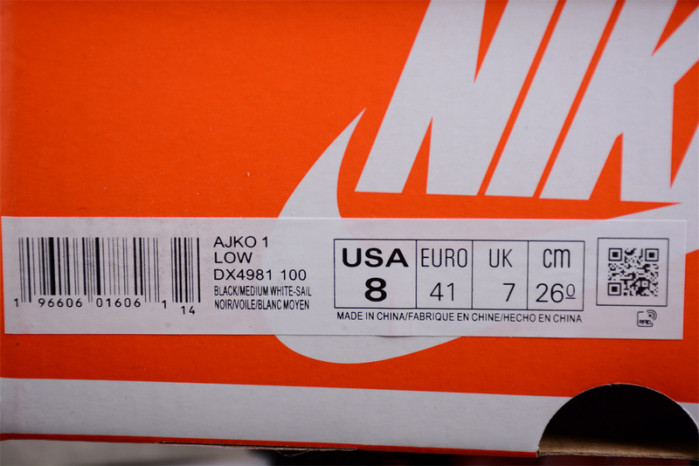 NIK
AJKO 1
LOW
DX4981 100
BLACK/MEDIUM WHITE-SAIL
NOIR/VOILE/BLANC MOYEN
1 96606 01606 1 14
USA EURO UK cm
8 41 7 26 0
MADE IN CHINA/FABRIQUE EN CHINE/HECHO EN CHINA